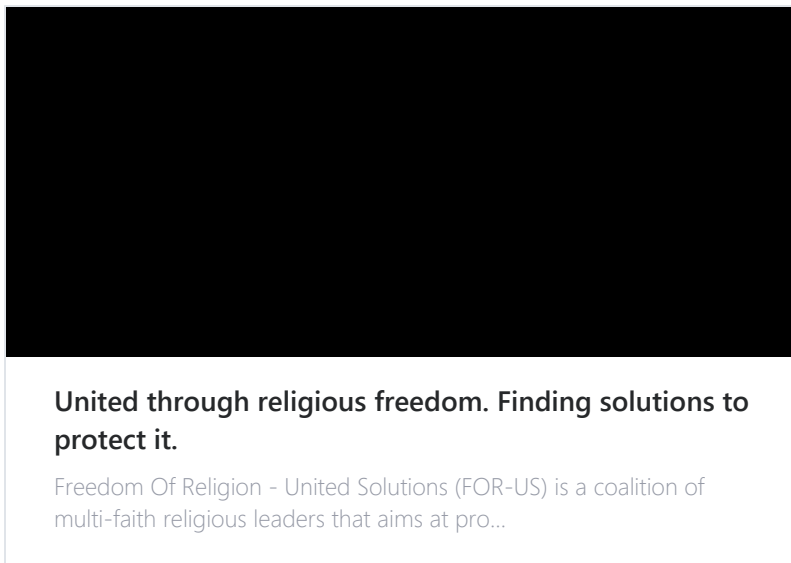 United through religious freedom. Finding solutions to
protect it.
Freedom Of Religion - United Solutions (FOR-US) is a coalition of
multi-faith religious leaders that aims at pro...